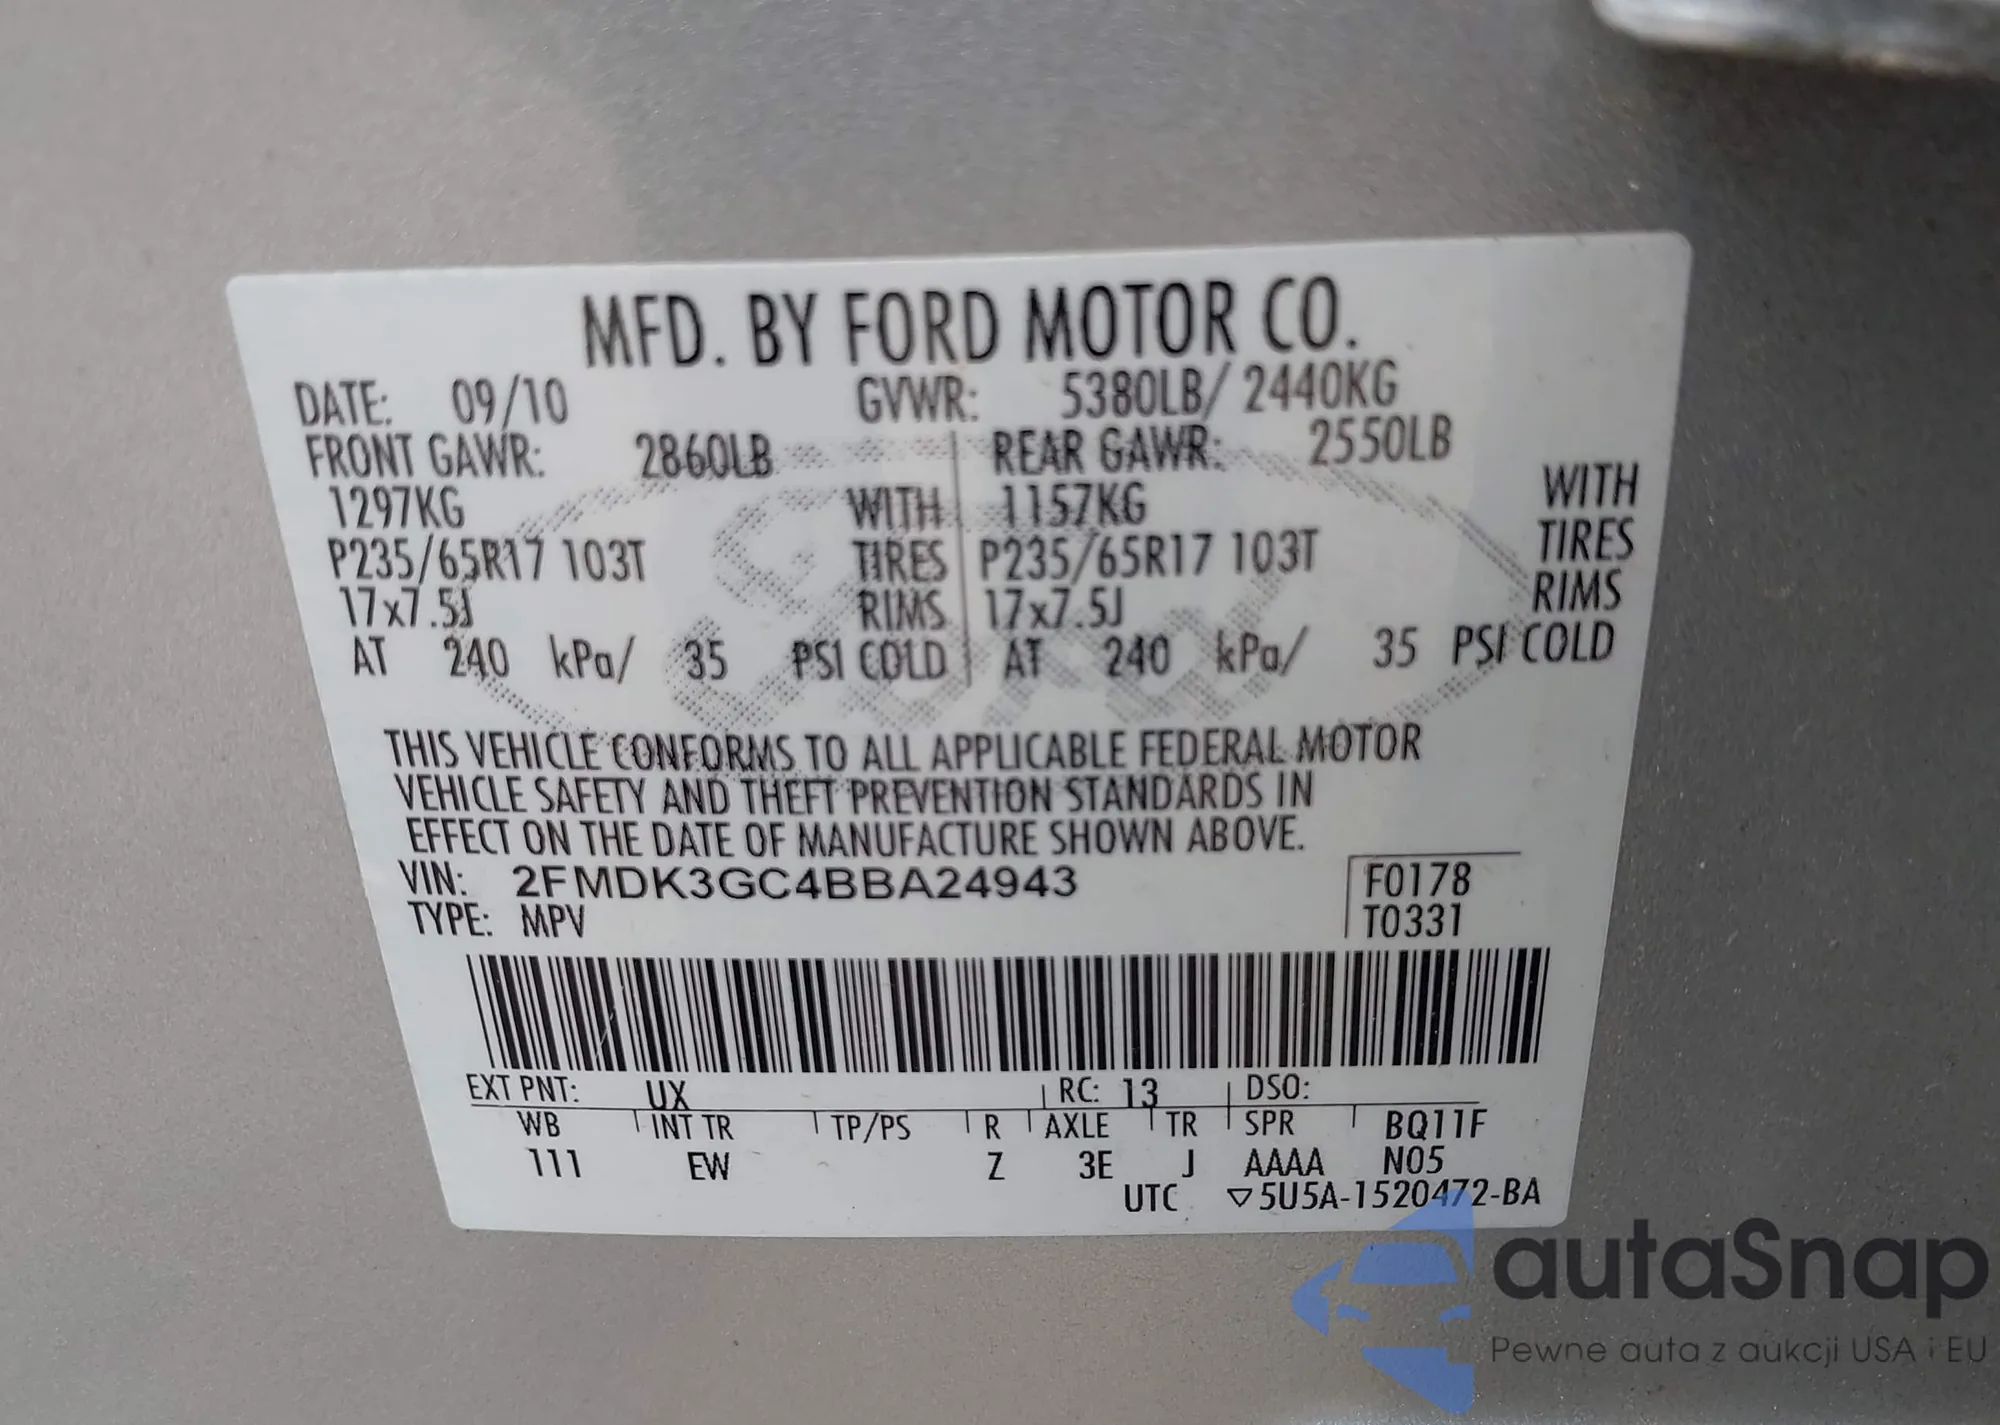 MFD. BY FORD MOTOR CO.
DATE: 09/10 GVWR: 5380LB/ 2440KG
FRONT GAWR: 2860LB REAR GAWR: 2550LB
1297KG WITH 1157KG WITH
P235/65R17 103T TIRES P235/65R17 103T TIRES
17x7.5J RIMS 17x7.5J RIMS
AT 240 kPa/ 35 PSI COLD AT 240 kPa/ 35 PSI COLD
THIS VEHICLE CONFORMS TO ALL APPLICABLE FEDERAL MOTOR
VEHICLE SAFETY AND THEFT PREVENTION STANDARDS IN
EFFECT ON THE DATE OF MANUFACTURE SHOWN ABOVE.
VIN: 2FMDK3GC4BBA24943 F0178
TYPE: MPV T0331
EXT PNT: UX RC: 13 DSO:
WB INT TR TP/PS R AXLE TR SPR BQ11F
111 EW Z 3E J AAAA N05
UTC ▽5U5A-1520472-BA
autaSnap
Pewne auta z aukcji USA i EU